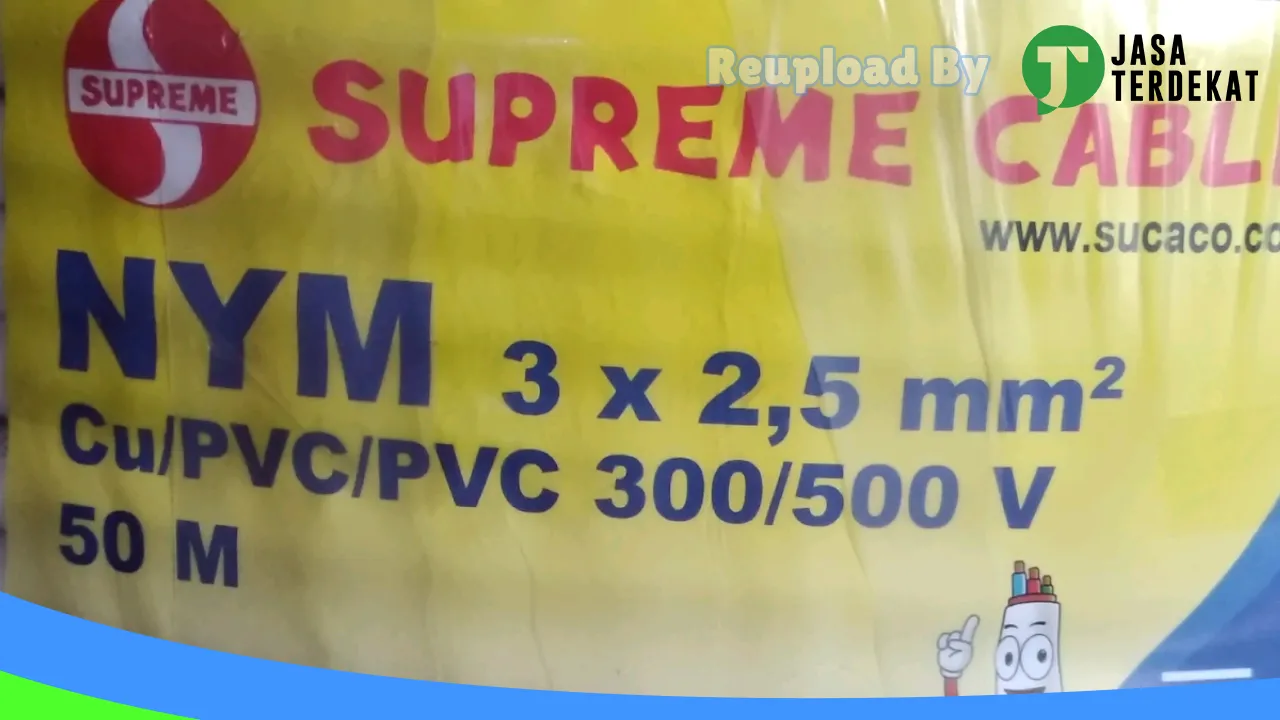 Reupload By
JASA
TERDEKAT
SUPREME
SUPREME CABL
www.sucaco.co
NYM 3 x 2,5 mm²
Cu/PVC/PVC 300/500 V
50 M